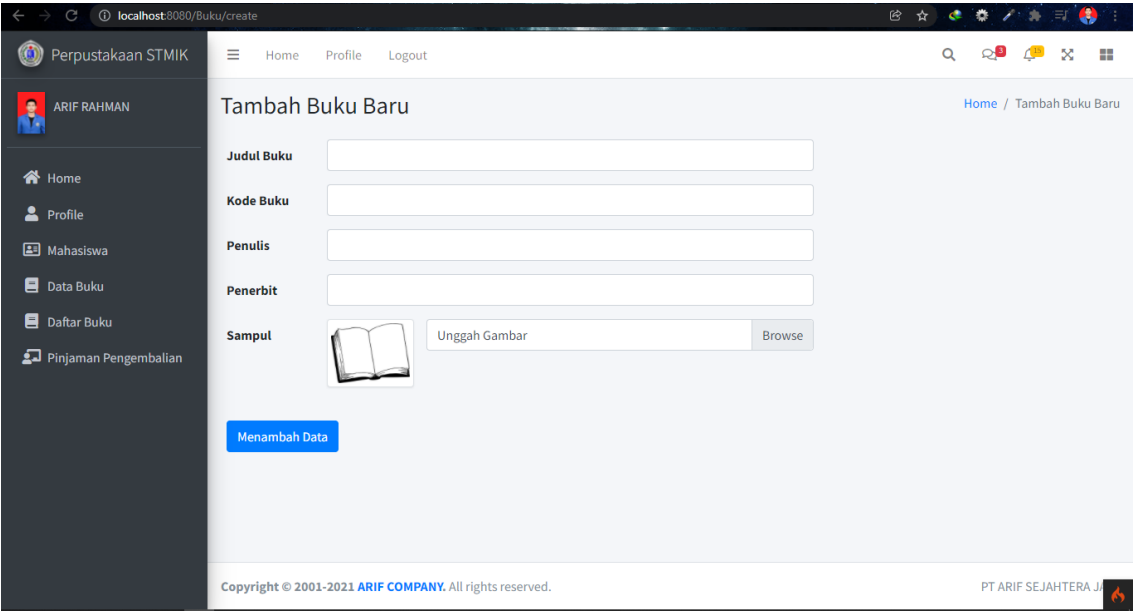 localhost:8080/Buku/create
Perpustakaan STMIK
Home Profile Logout
3
15
ARIF RAHMAN
Tambah Buku Baru
Home / Tambah Buku Baru
Home
Profile
Mahasiswa
Data Buku
Daftar Buku
Pinjaman Pengembalian
Judul Buku
Kode Buku
Penulis
Penerbit
Sampul
Unggah Gambar
Browse
Menambah Data
Copyright © 2001-2021 ARIF COMPANY. All rights reserved.
PT ARIF SEJAHTERA